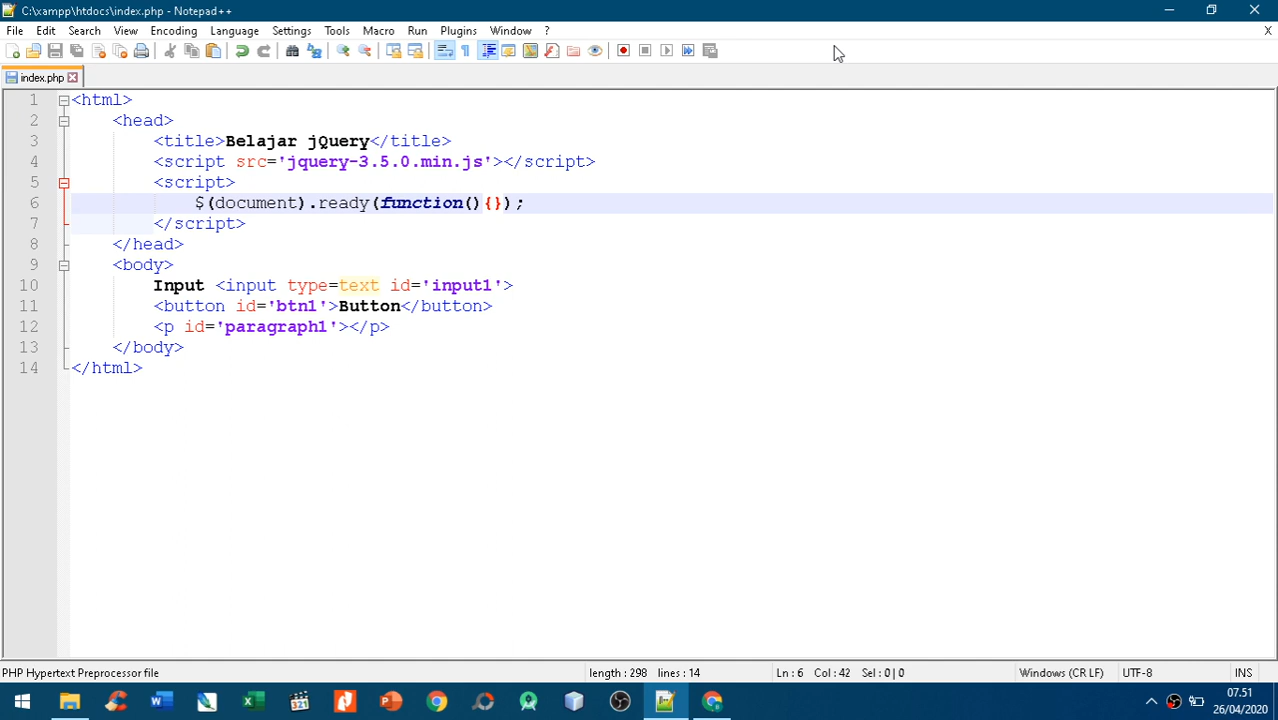 C:\xampp\htdocs\index.php - Notepad++
File Edit Search View Encoding Language Settings Tools Macro Run Plugins Window ? X
index.php
1 <html>
2 <head>
3 <title>Belajar jQuery</title>
4 <script src='jquery-3.5.0.min.js'></script>
5 <script>
6 $(document).ready(function(){});
7 </script>
8 </head>
9 <body>
10 Input <input type=text id='input1'>
11 <button id='btn1'>Button</button>
12 <p id='paragraph1'></p>
13 </body>
14 </html>
PHP Hypertext Preprocessor file length : 298 lines : 14 Ln : 6 Col : 42 Sel : 0 | 0 Windows (CR LF) UTF-8 INS
321
07.51
26/04/2020